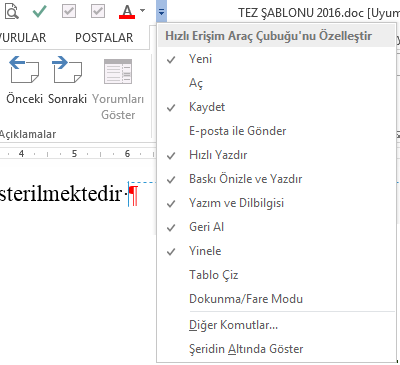 TEZ ŞABLONU 2016.doc [Uyum
VURULAR POSTALAR
Hızlı Erişim Araç Çubuğu'nu Özelleştir
Yeni
Aç
Kaydet
E-posta ile Gönder
Hızlı Yazdır
Baskı Önizle ve Yazdır
Yazım ve Dilbilgisi
Geri Al
Yinele
Tablo Çiz
Dokunma/Fare Modu
Diğer Komutlar...
Şeridin Altında Göster
Önceki Sonraki Yorumları
Göster
Açıklamalar
4 5 6
sterilmektedir·¶